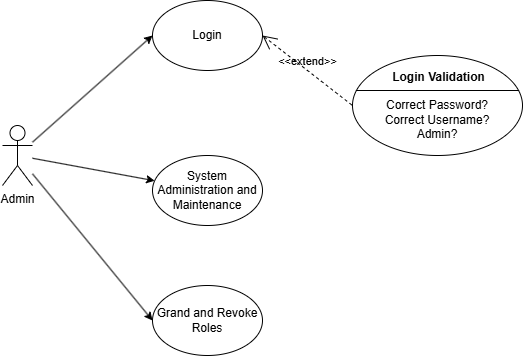 Login
<<extend>>
Login Validation
Correct Password?
Correct Username?
Admin?
Admin
System
Administration and
Maintenance
Grand and Revoke
Roles